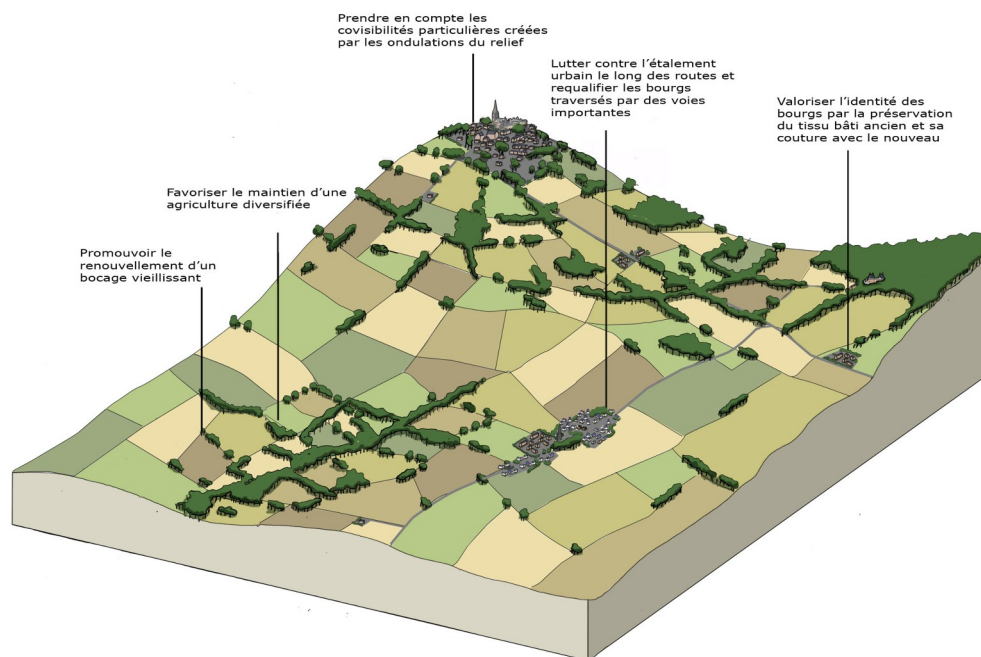 Prendre en compte les
covisibilités particulières créées
par les ondulations du relief
Lutter contre l'étalement
urbain le long des routes et
requalifier les bourgs
traversés par des voies
importantes
Valoriser l'identité des
bourgs par la préservation
du tissu bâti ancien et sa
couture avec le nouveau
Favoriser le maintien d'une
agriculture diversifiée
Promouvoir le
renouvellement d'un
bocage vieillissant